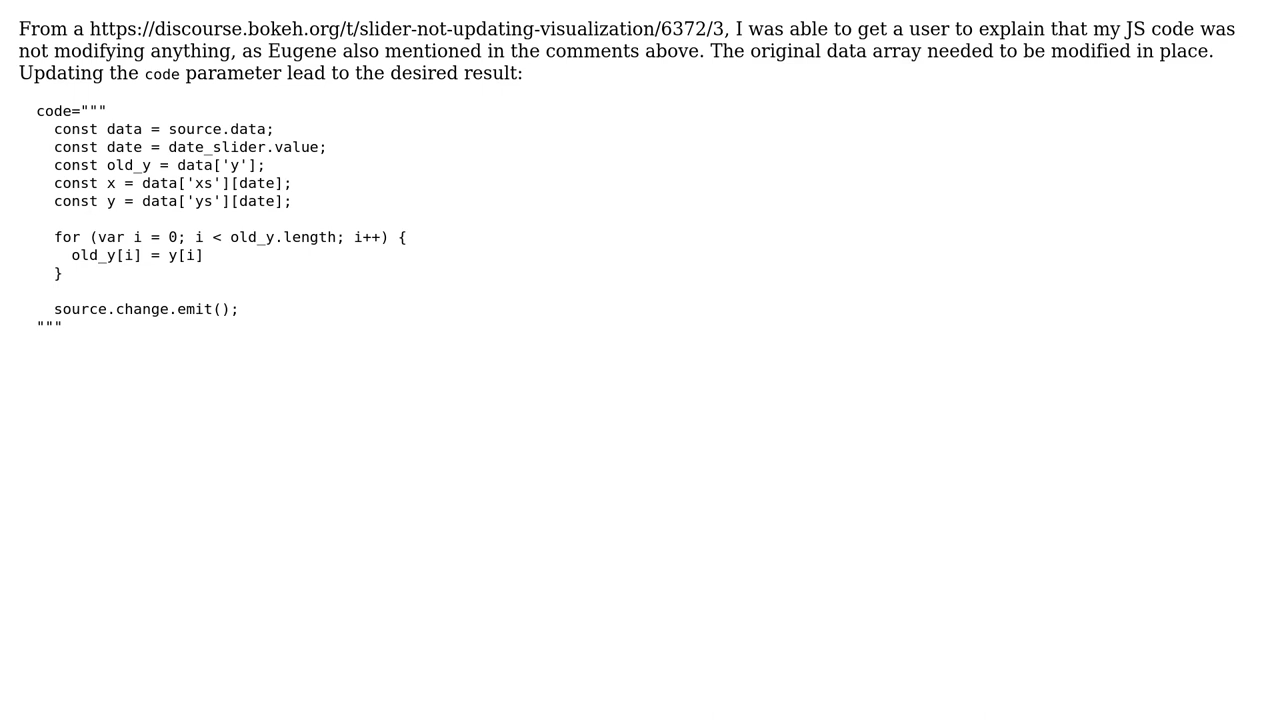 From a https://discourse.bokeh.org/t/slider-not-updating-visualization/6372/3, I was able to get a user to explain that my JS code was
not modifying anything, as Eugene also mentioned in the comments above. The original data array needed to be modified in place.
Updating the code parameter lead to the desired result:
code="""
  const data = source.data;
  const date = date_slider.value;
  const old_y = data['y'];
  const x = data['xs'][date];
  const y = data['ys'][date];

  for (var i = 0; i < old_y.length; i++) {
    old_y[i] = y[i]
  }

  source.change.emit();
"""